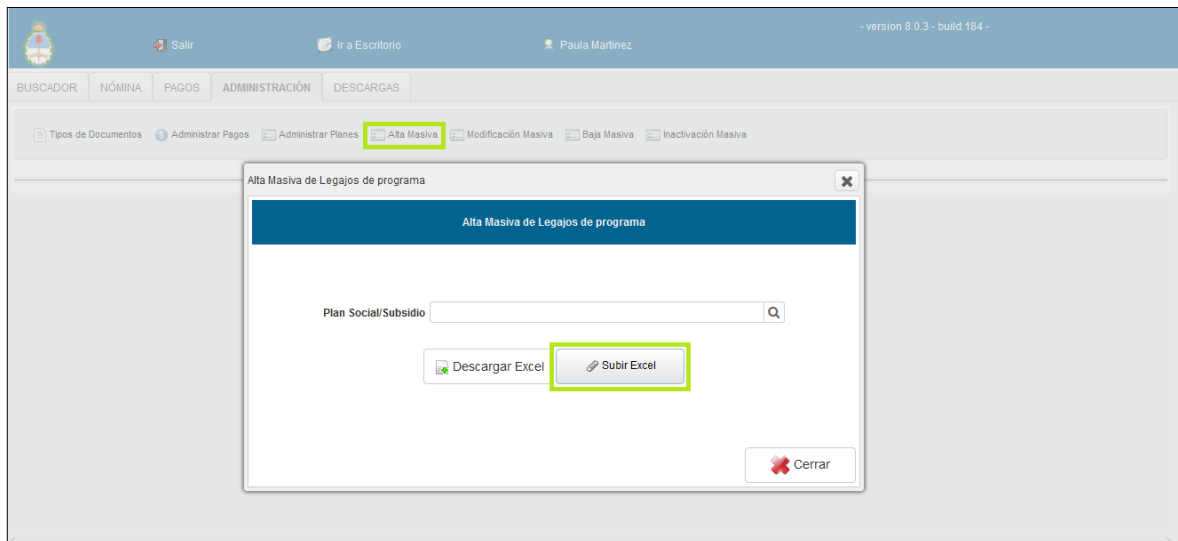 - version 8.0.3 - build.184 -
Salir Ir a Escritorio Paula Martinez
BUSCADOR NÓMINA PAGOS ADMINISTRACIÓN DESCARGAS
Tipos de Documentos Administrar Pagos Administrar Planes Alta Masiva Modificación Masiva Baja Masiva Inactivación Masiva
Alta Masiva de Legajos de programa
Alta Masiva de Legajos de programa
Plan Social/Subsidio
Descargar Excel Subir Excel
Cerrar